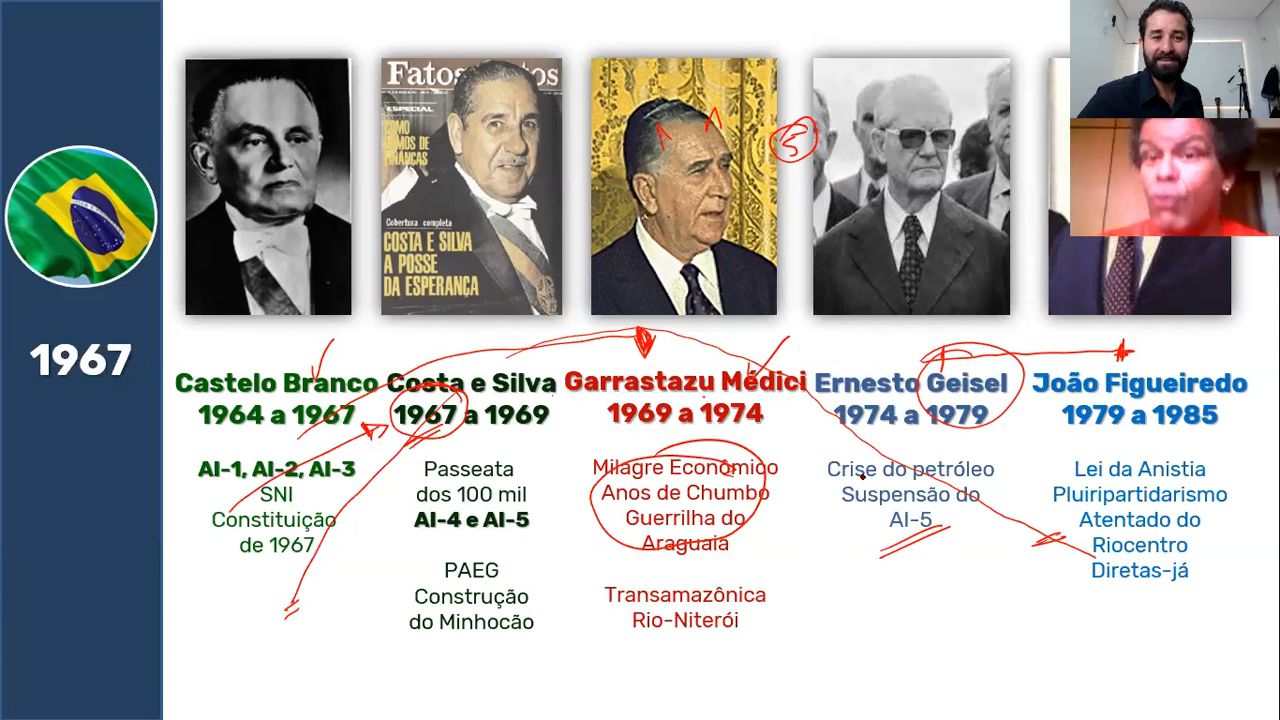 1967
Fatos
tos
ESPECIAL
COMO
VAMOS DE
FINANÇAS
Cobertura completa
COSTA E SILVA
A POSSE
DA ESPERANÇA
5
Castelo Branco
1964 a 1967
AI-1, AI-2, AI-3
SNI
Constituição
de 1967
Costa e Silva
1967 a 1969
Passeata
dos 100 mil
AI-4 e AI-5
PAEG
Construção
do Minhocão
Garrastazu Médici
1969 a 1974
Milagre Econômico
Anos de Chumbo
Guerrilha do
Araguaia
Transamazônica
Rio-Niterói
Ernesto Geisel
1974 a 1979
Crise do petróleo
Suspensão do
AI-5
João Figueiredo
1979 a 1985
Lei da Anistia
Pluiripartidarismo
Atentado do
Riocentro
Diretas-já